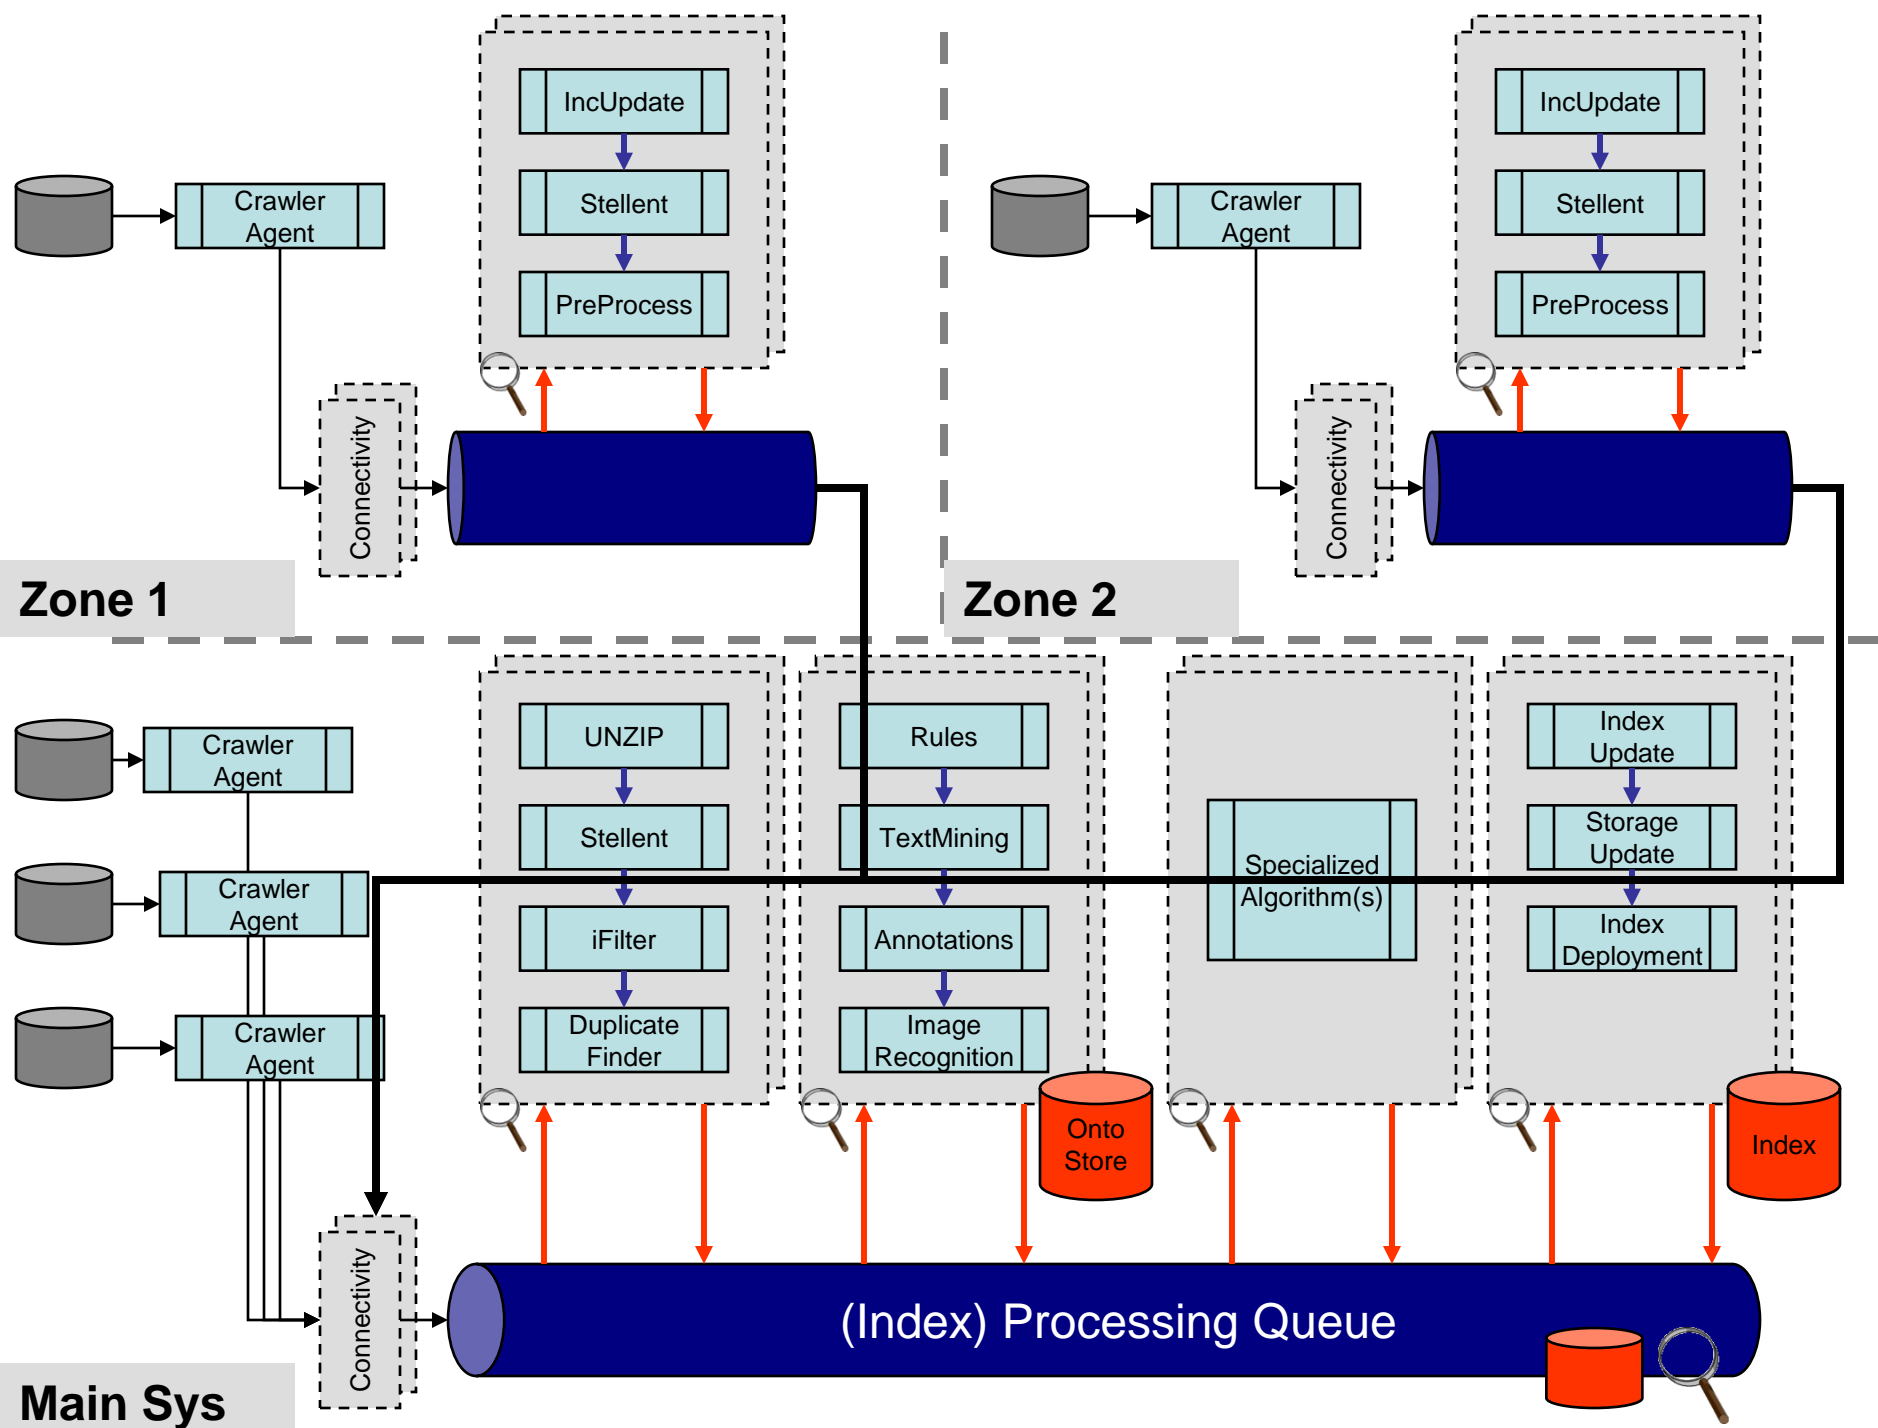 IncUpdate
Crawler
Agent
Stellent
PreProcess
Connectivity
Zone 1
IncUpdate
Crawler
Agent
Stellent
PreProcess
Connectivity
Zone 2
Crawler
Agent
Crawler
Agent
Crawler
Agent
UNZIP
Stellent
iFilter
Duplicate
Finder
Rules
TextMining
Annotations
Image
Recognition
Onto
Store
Specialized
Algorithm(s)
Index
Update
Storage
Update
Index
Deployment
Index
Connectivity
(Index) Processing Queue
Main Sys